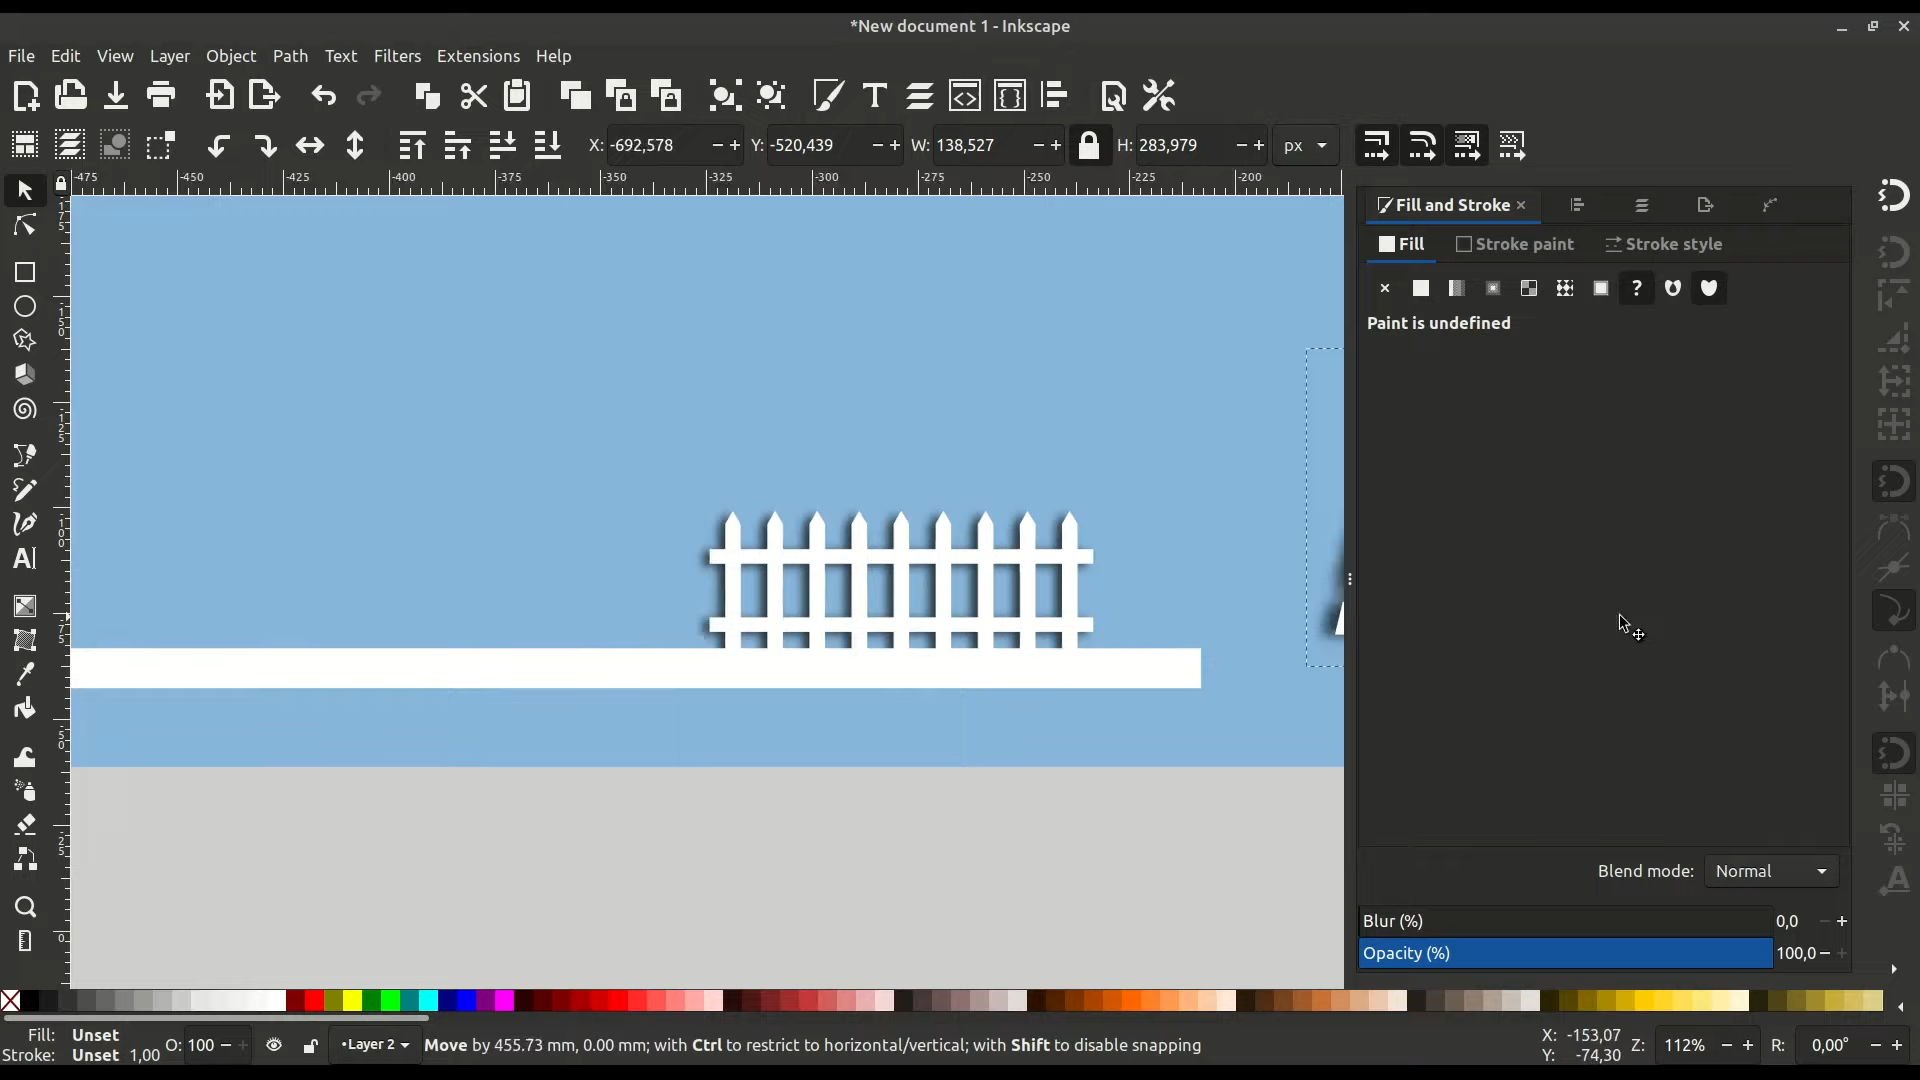 *New document 1 - Inkscape
File Edit View Layer Object Path Text Filters Extensions Help
X: -692,578 Y: -520,439 W: 138,527 H: 283,979 px
-475 -450 -425 -400 -375 -350 -325 -300 -275 -250 -225 -200
Fill and Stroke
Fill Stroke paint Stroke style
Paint is undefined
Blend mode: Normal
Blur (%) 0,0
Opacity (%) 100,0
Fill: Unset
Stroke: Unset 1,00 O: 100 •Layer 2 Move by 455.73 mm, 0.00 mm; with Ctrl to restrict to horizontal/vertical; with Shift to disable snapping
X: -153,07
Y: -74,30
Z: 112% R: 0,00°